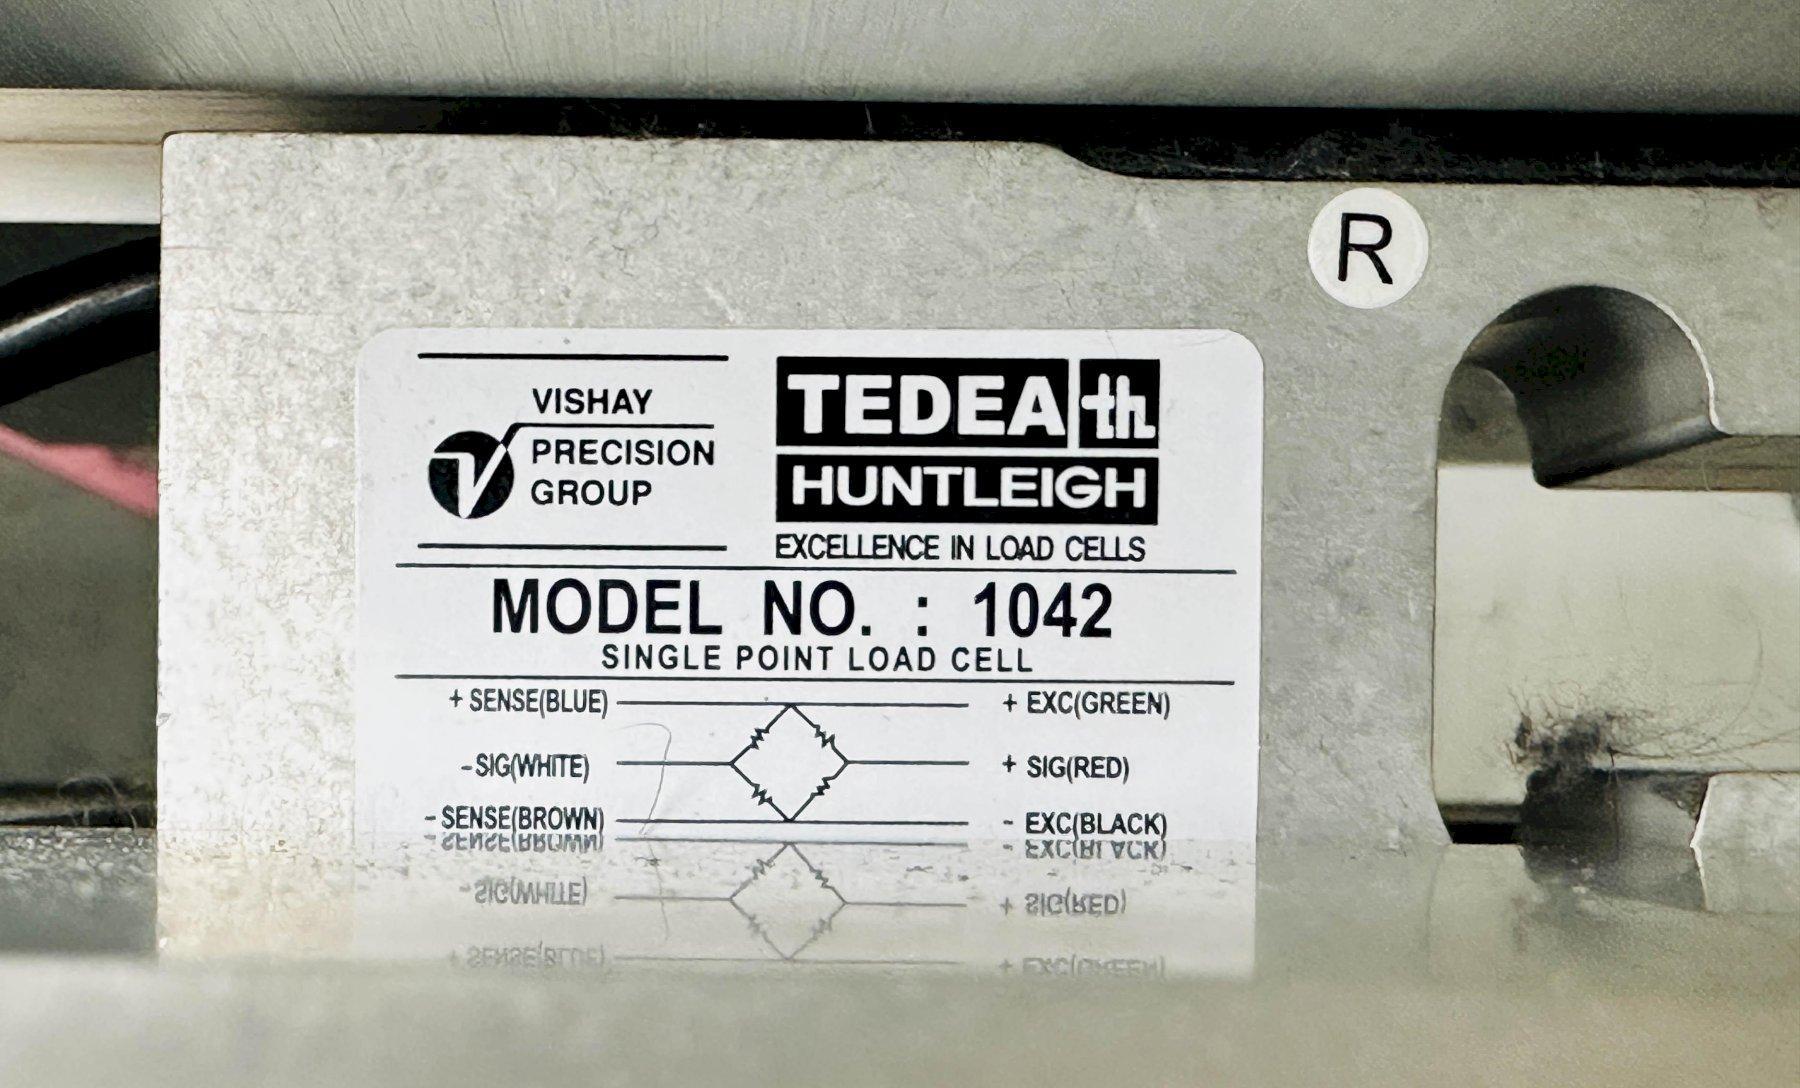 R
VISHAY
PRECISION
GROUP
TEDEA th
HUNTLEIGH
EXCELLENCE IN LOAD CELLS
MODEL NO. : 1042
SINGLE POINT LOAD CELL
+ SENSE(BLUE) + EXC(GREEN)
-SIG(WHITE) + SIG(RED)
- SENSE(BROWN) - EXC(BLACK)